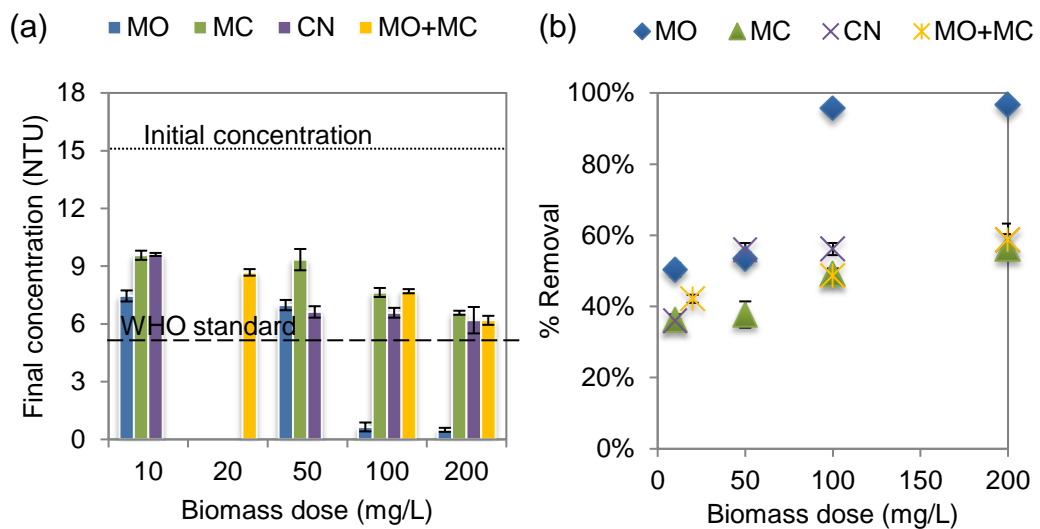 (a) MO MC CN MO+MC
Final concentration (NTU)
18
15
12
9
6
3
0
Initial concentration
WHO standard
10 20 50 100 200
Biomass dose (mg/L)
(b) MO MC CN MO+MC
% Removal
100%
80%
60%
40%
20%
0%
0 50 100 150 200
Biomass dose (mg/L)